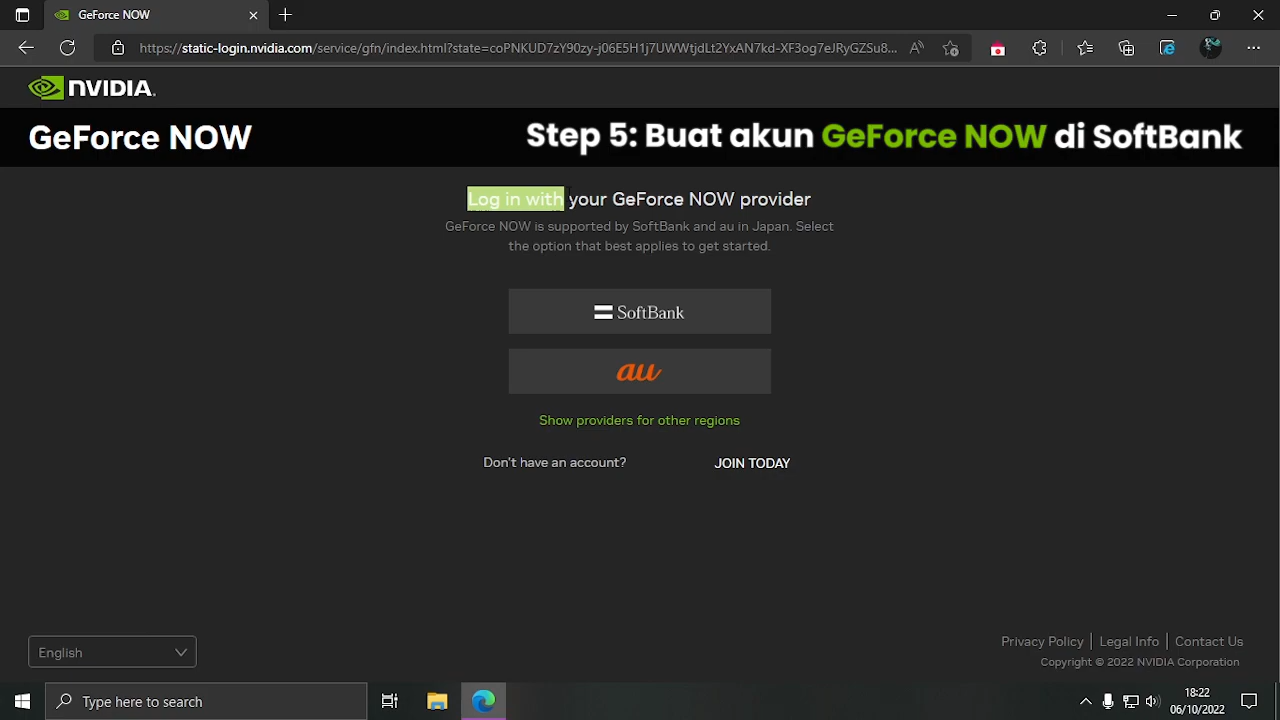 GeForce NOW
https://static-login.nvidia.com/service/gfn/index.html?state=coPNKUD7zY90zy-j06E5H1j7UWWtjdLt2YxAN7kd-XF3og7eJRyGZSu8...
NVIDIA.
GeForce NOW
Step 5: Buat akun GeForce NOW di SoftBank
Log in with your GeForce NOW provider
GeForce NOW is supported by SoftBank and au in Japan. Select
the option that best applies to get started.
SoftBank
au
Show providers for other regions
Don't have an account? JOIN TODAY
English
Privacy Policy | Legal Info | Contact Us
Copyright © 2022 NVIDIA Corporation
Type here to search
18:22
06/10/2022